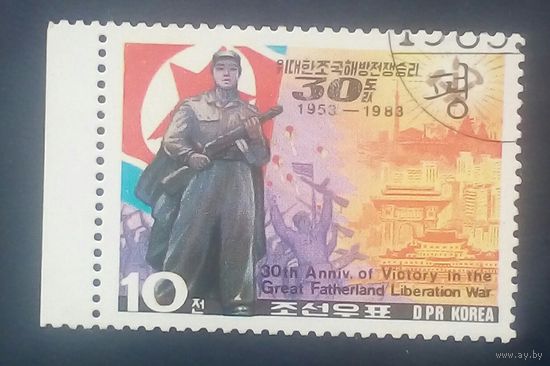 1983
위대한조국해방전쟁승리
30돐
1953—1983
평
30th Anniv. of Victory in the
Great Fatherland Liberation War
10전
조선우표
DPR KOREA
© www.ay.by